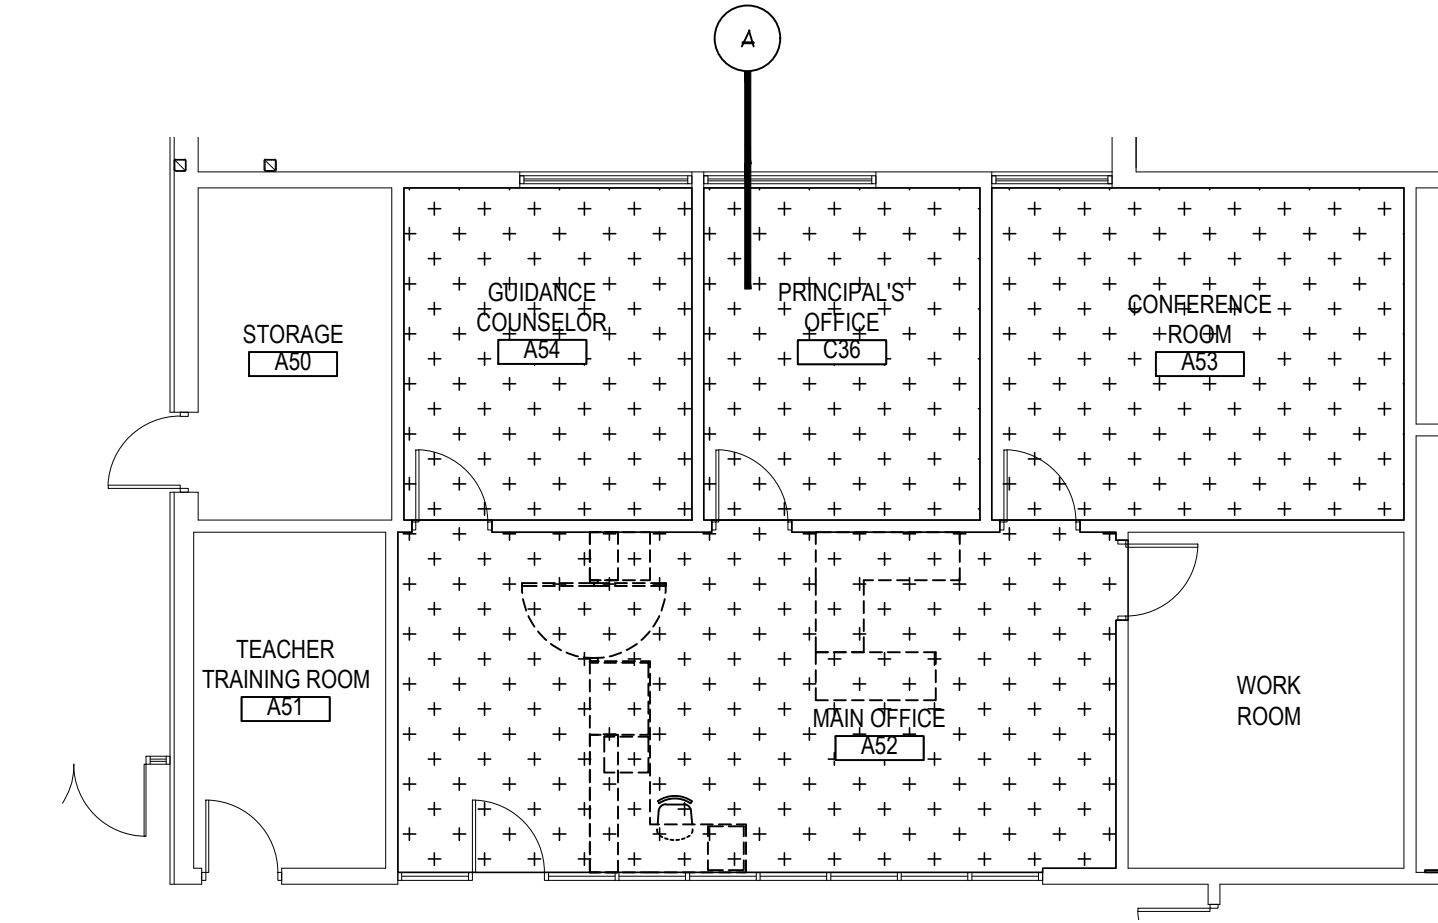 A
GUIDANCE
COUNSELOR
A54
PRINCIPAL'S
OFFICE
C36
CONFERENCE
ROOM
A53
STORAGE
A50
TEACHER
TRAINING ROOM
A51
MAIN OFFICE
A52
WORK
ROOM